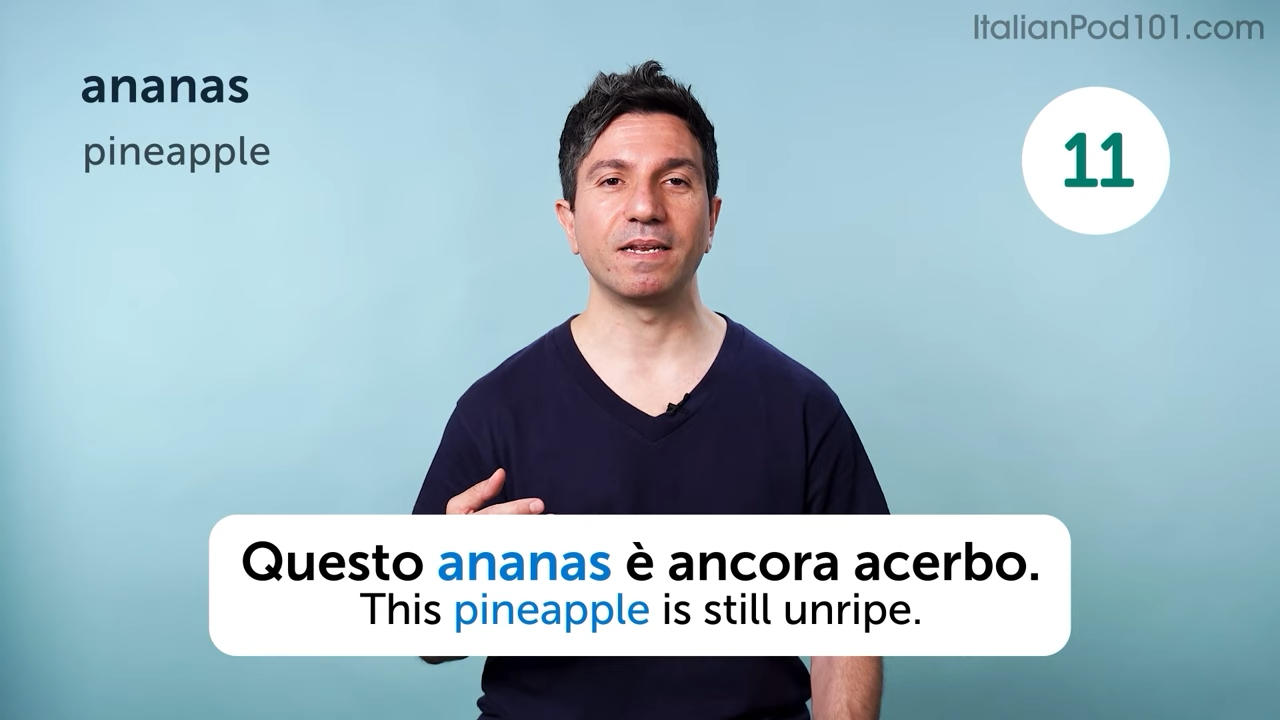 ItalianPod101.com
ananas
pineapple
11
Questo ananas è ancora acerbo.
This pineapple is still unripe.